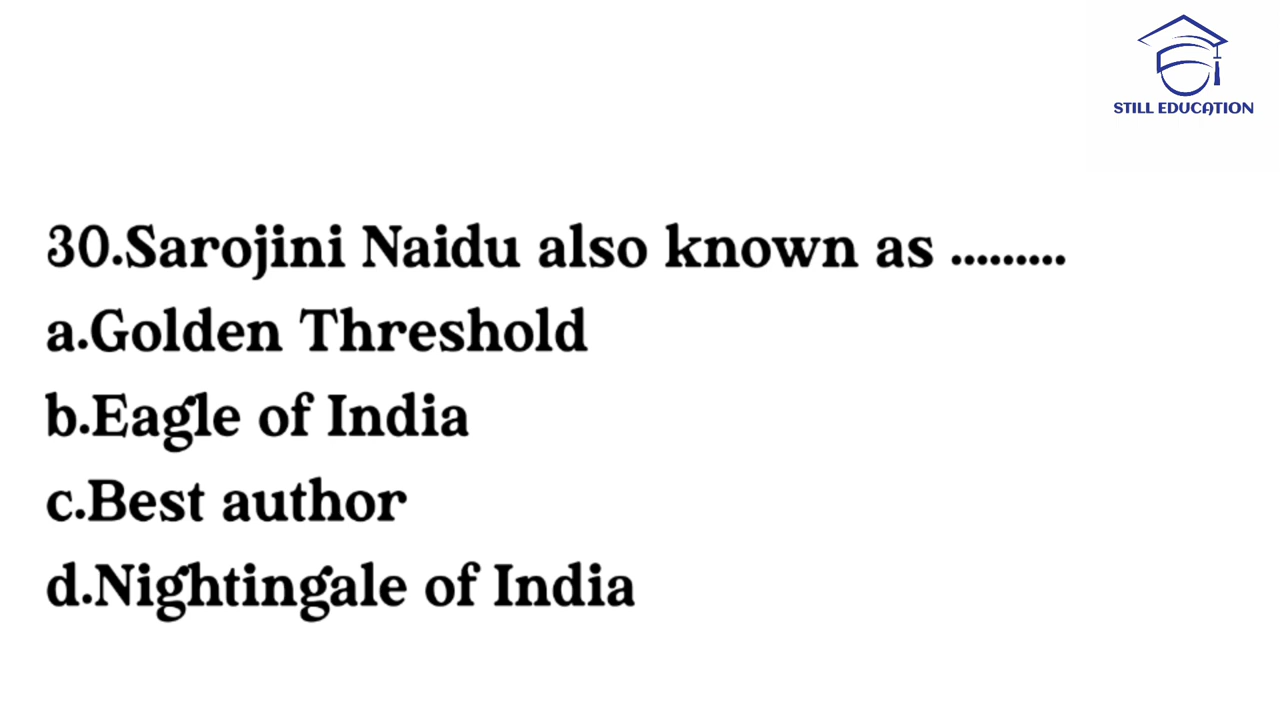 STILL EDUCATION
30.Sarojini Naidu also known as .........
a.Golden Threshold
b.Eagle of India
c.Best author
d.Nightingale of India